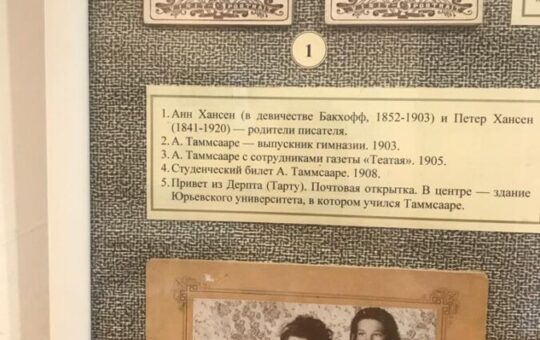 1
1. Анн Хансен (в девичестве Бакхофф, 1852-1903) и Петер Хансен
(1841-1920) — родители писателя.
2. А. Таммсааре — выпускник гимназии. 1903.
3. А. Таммсааре с сотрудниками газеты «Театая». 1905.
4. Студенческий билет А. Таммсааре. 1908.
5. Привет из Дерпта (Тарту). Почтовая открытка. В центре — здание
Юрьевского университета, в котором учился Таммсааре.